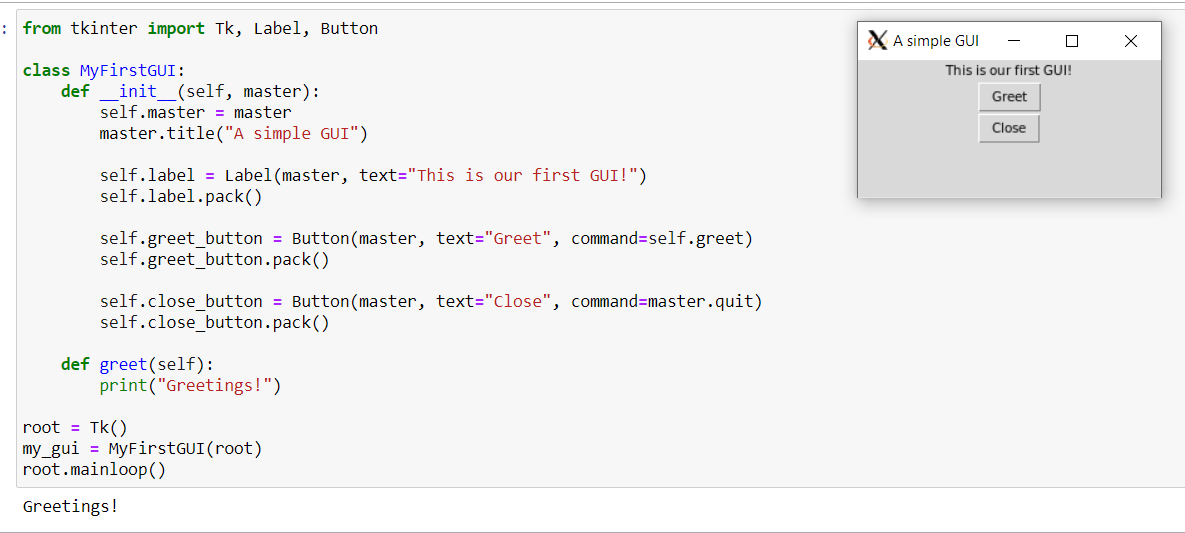 from tkinter import Tk, Label, Button

class MyFirstGUI:
    def __init__(self, master):
        self.master = master
        master.title("A simple GUI")

        self.label = Label(master, text="This is our first GUI!")
        self.label.pack()

        self.greet_button = Button(master, text="Greet", command=self.greet)
        self.greet_button.pack()

        self.close_button = Button(master, text="Close", command=master.quit)
        self.close_button.pack()

    def greet(self):
        print("Greetings!")

root = Tk()
my_gui = MyFirstGUI(root)
root.mainloop()
Greetings!
A simple GUI
This is our first GUI!
Greet
Close